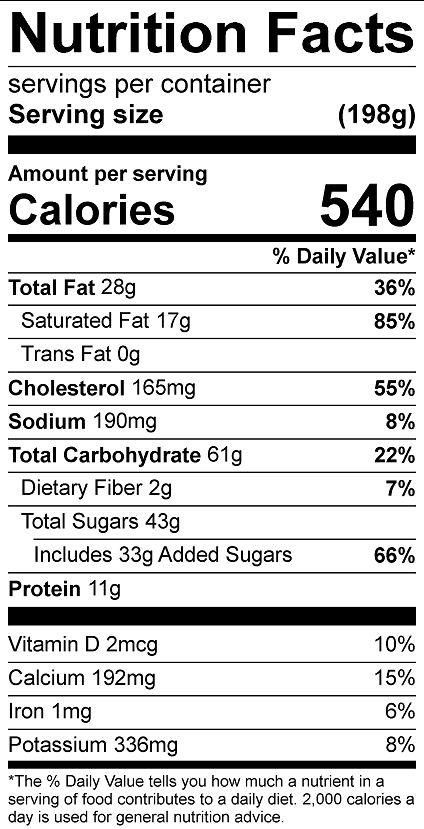 Nutrition Facts
servings per container
Serving size (198g)
Amount per serving
Calories 540
% Daily Value*
Total Fat 28g 36%
Saturated Fat 17g 85%
Trans Fat 0g
Cholesterol 165mg 55%
Sodium 190mg 8%
Total Carbohydrate 61g 22%
Dietary Fiber 2g 7%
Total Sugars 43g
Includes 33g Added Sugars 66%
Protein 11g
Vitamin D 2mcg 10%
Calcium 192mg 15%
Iron 1mg 6%
Potassium 336mg 8%
*The % Daily Value tells you how much a nutrient in a
serving of food contributes to a daily diet. 2,000 calories a
day is used for general nutrition advice.